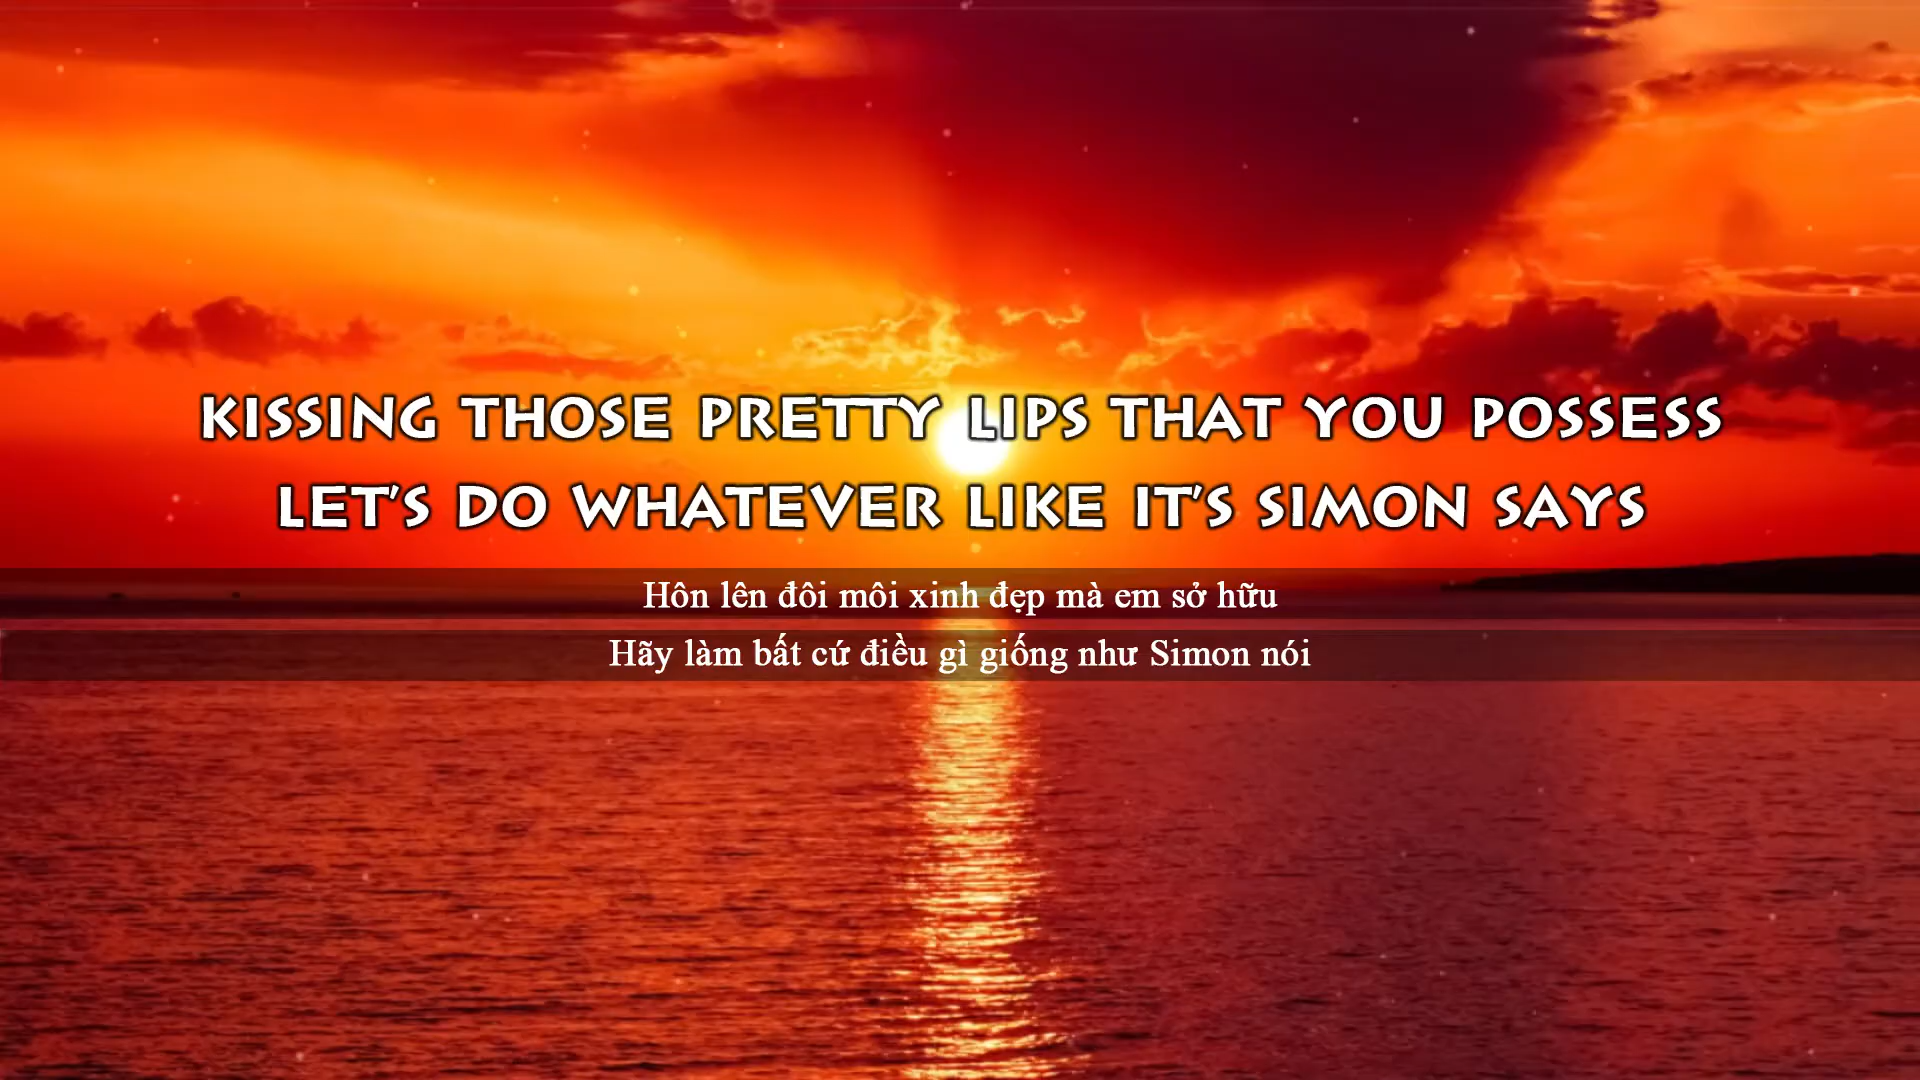 KISSING THOSE PRETTY LIPS THAT YOU POSSESS
LET'S DO WHATEVER LIKE IT'S SIMON SAYS
Hôn lên đôi môi xinh đẹp mà em sở hữu
Hãy làm bất cứ điều gì giống như Simon nói